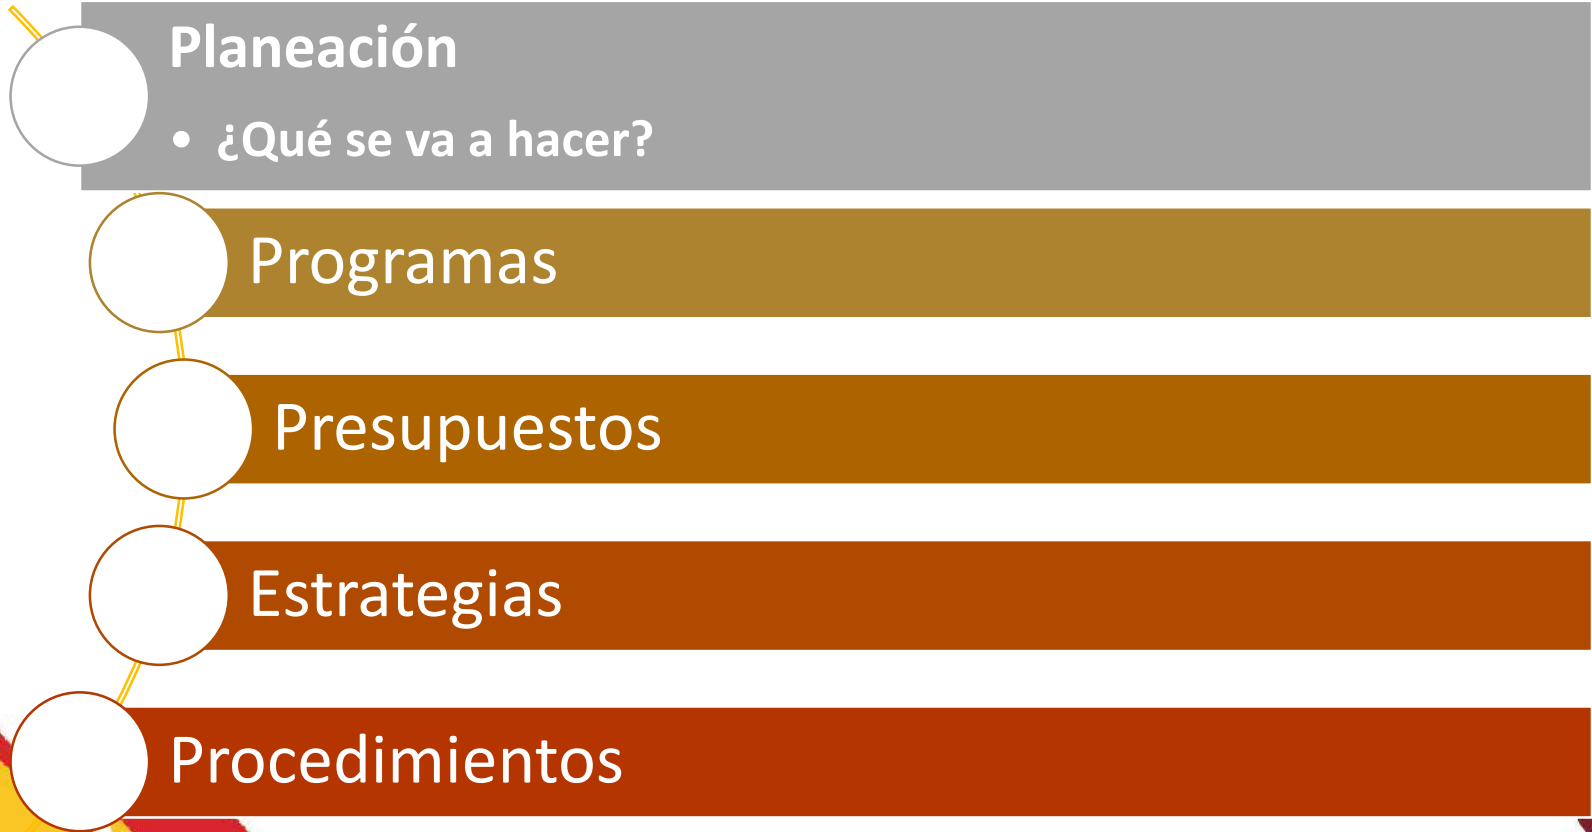 Planeación
• ¿Qué se va a hacer?
Programas
Presupuestos
Estrategias
Procedimientos